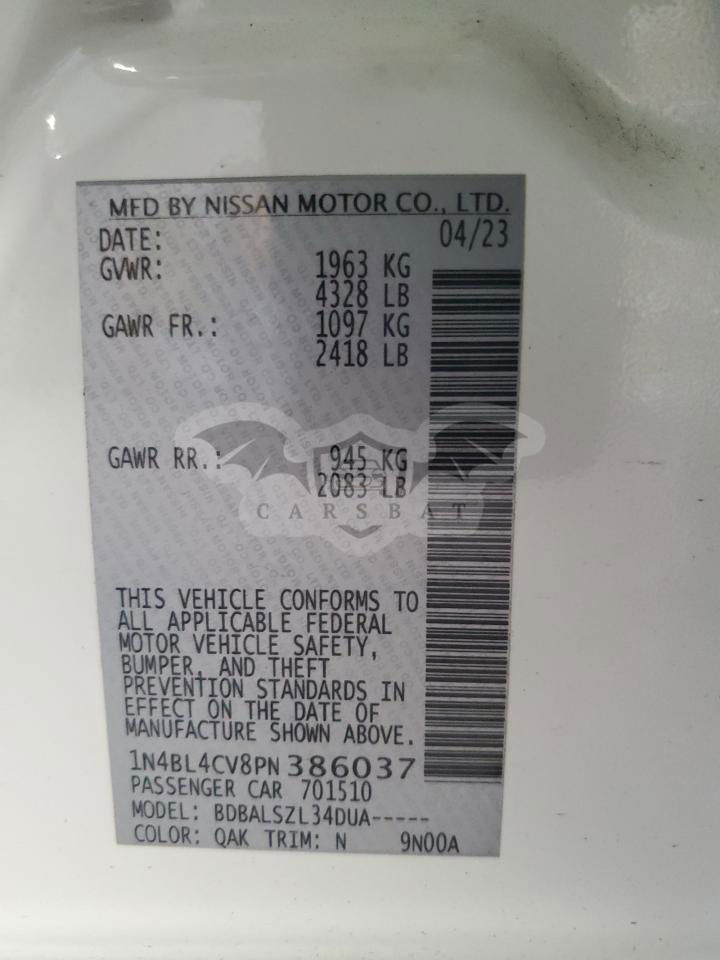 MFD BY NISSAN MOTOR CO., LTD.
DATE: 04/23
GVWR: 1963 KG
4328 LB
GAWR FR.: 1097 KG
2418 LB
GAWR RR.: 945 KG
2083 LB
CARSBAT
THIS VEHICLE CONFORMS TO
ALL APPLICABLE FEDERAL
MOTOR VEHICLE SAFETY,
BUMPER, AND THEFT
PREVENTION STANDARDS IN
EFFECT ON THE DATE OF
MANUFACTURE SHOWN ABOVE.
1N4BL4CV8PN 386037
PASSENGER CAR 701510
MODEL: BDBALSZL34DUA-----
COLOR: QAK TRIM: N 9N00A